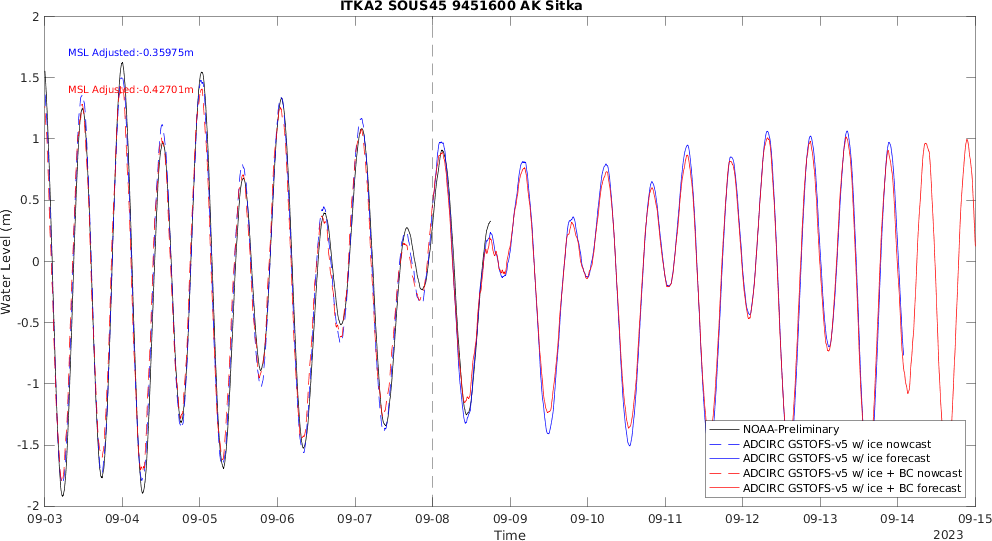 ITKA2 SOUS45 9451600 AK Sitka
MSL Adjusted:-0.35975m
MSL Adjusted:-0.42701m
Water Level (m)
2
1.5
1
0.5
0
-0.5
-1
-1.5
-2
09-03 09-04 09-05 09-06 09-07 09-08 09-09 09-10 09-11 09-12 09-13 09-14 09-15
Time
2023
NOAA-Preliminary
ADCIRC GSTOFS-v5 w/ ice nowcast
ADCIRC GSTOFS-v5 w/ ice forecast
ADCIRC GSTOFS-v5 w/ ice + BC nowcast
ADCIRC GSTOFS-v5 w/ ice + BC forecast